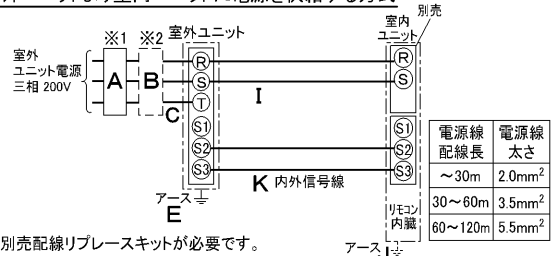 外ユニットより室内ユニットに電源を供給する方式
※1 ※2 室外ユニット
室内ユニット
別売
室外
ユニット電源
三相 200V
A B C
R
S
T
S1
S2
S3
I
R
S
S1
S2
S3
K 内外信号線
アース
E
リモコン
内臓
アース
電源線配線長 電源線太さ
〜30m 2.0mm²
30〜60m 3.5mm²
60〜120m 5.5mm²
別売配線リプレースキットが必要です。